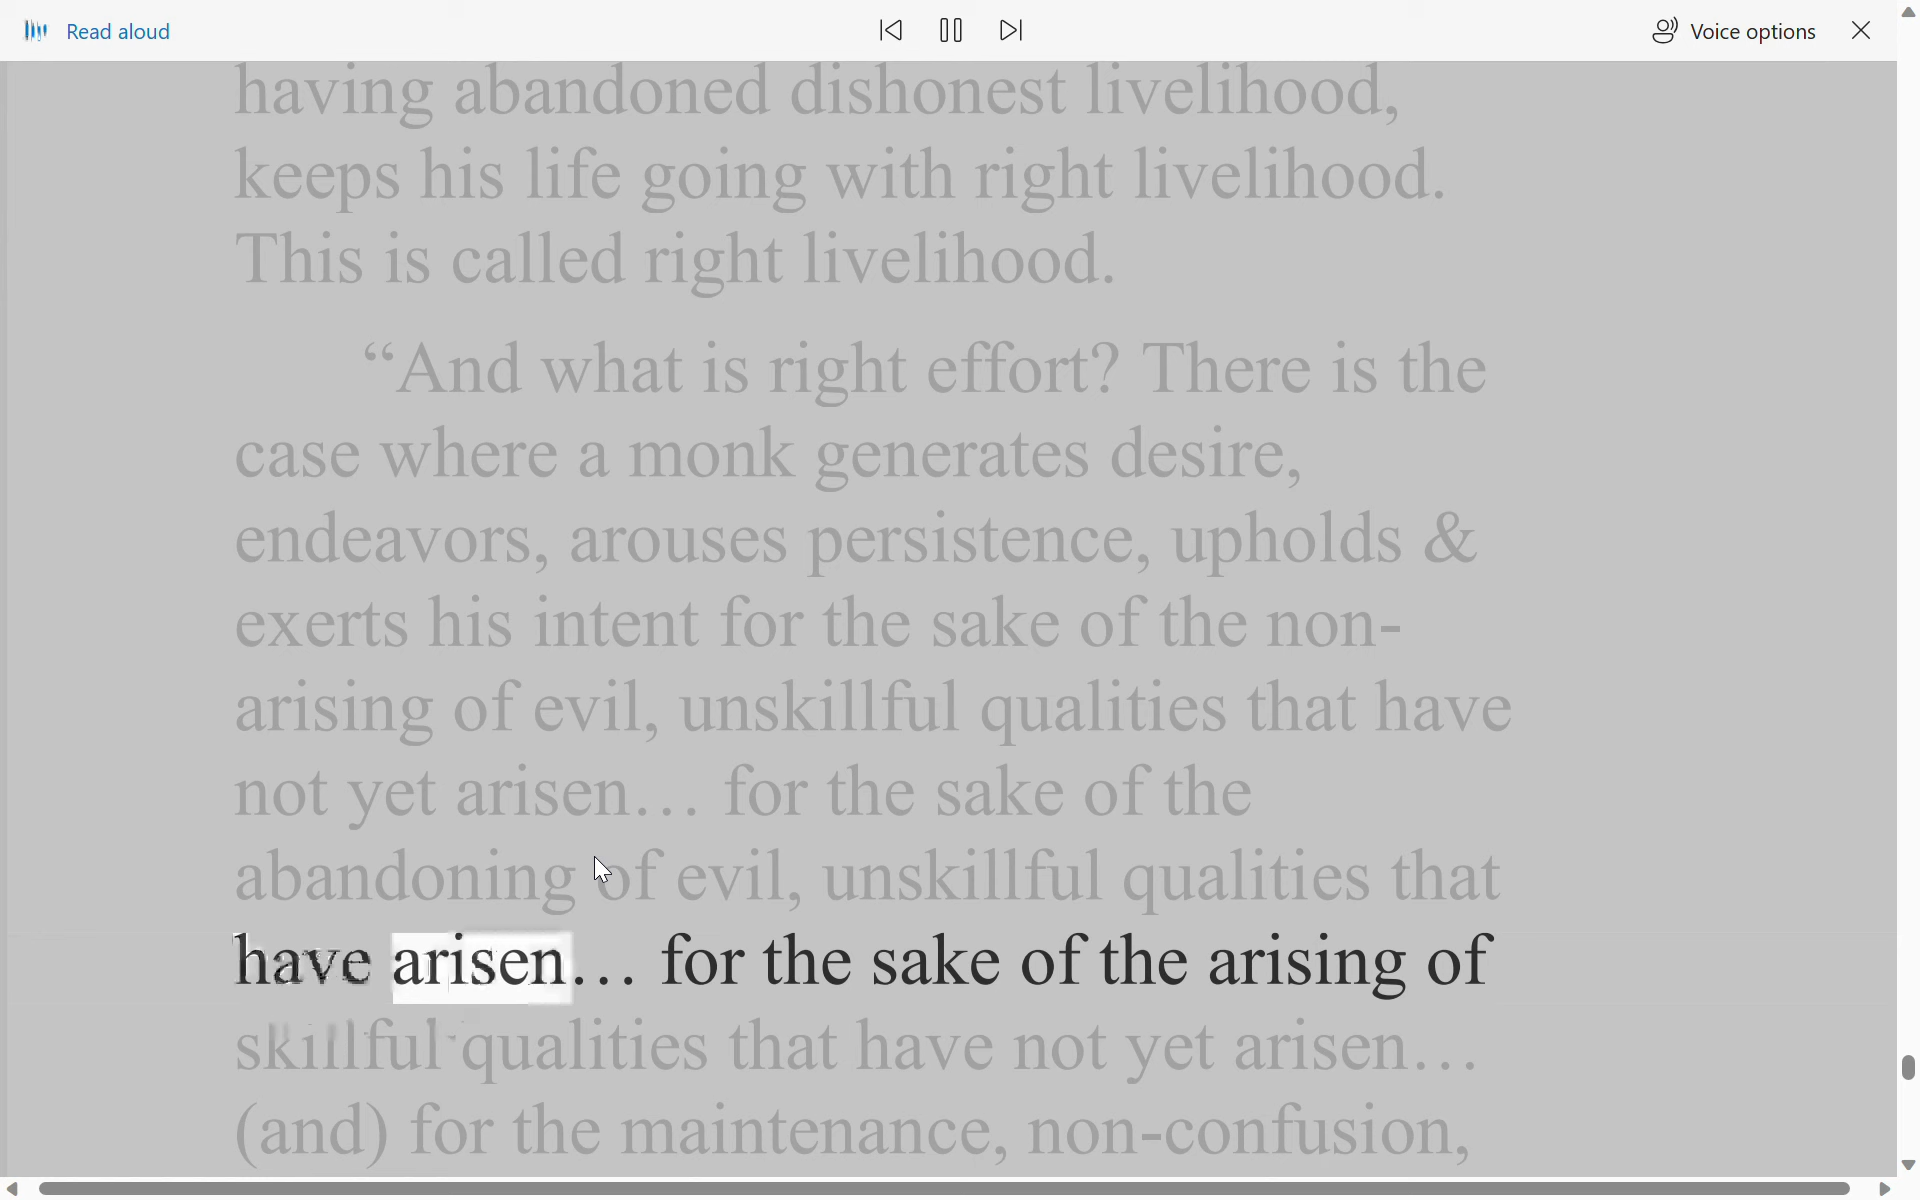 Read aloud
Voice options
having abandoned dishonest livelihood,
keeps his life going with right livelihood.
This is called right livelihood.
“And what is right effort? There is the
case where a monk generates desire,
endeavors, arouses persistence, upholds &
exerts his intent for the sake of the non-
arising of evil, unskillful qualities that have
not yet arisen… for the sake of the
abandoning of evil, unskillful qualities that
have arisen… for the sake of the arising of
skillful qualities that have not yet arisen…
(and) for the maintenance, non-confusion,